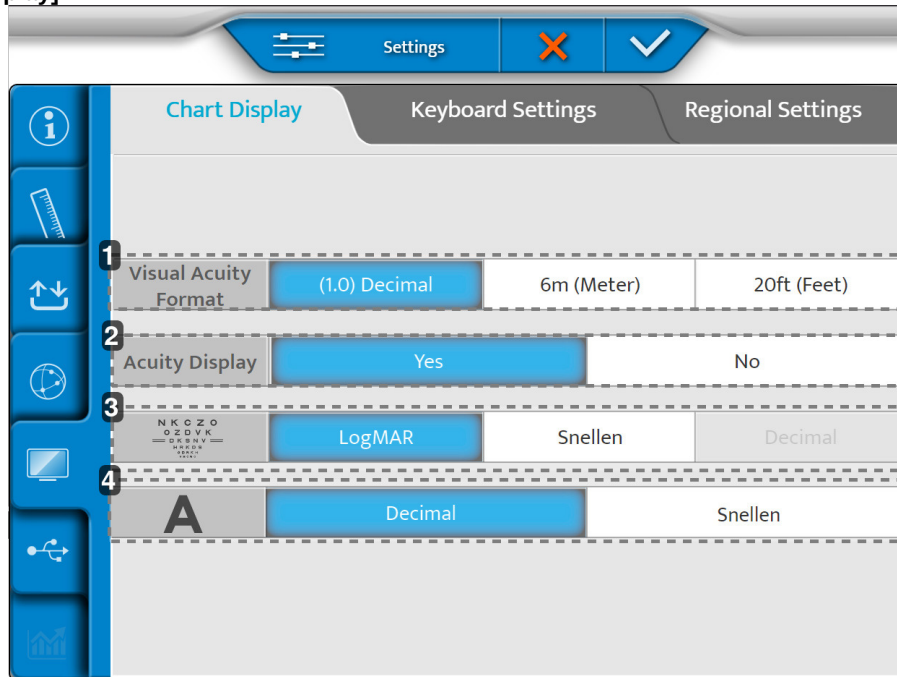 play]
Settings
Chart Display Keyboard Settings Regional Settings
1
Visual Acuity
Format
(1.0) Decimal 6m (Meter) 20ft (Feet)
2
Acuity Display Yes No
3
N K C Z O
O Z D V K
D K S N V
LogMAR Snellen Decimal
4
A Decimal Snellen